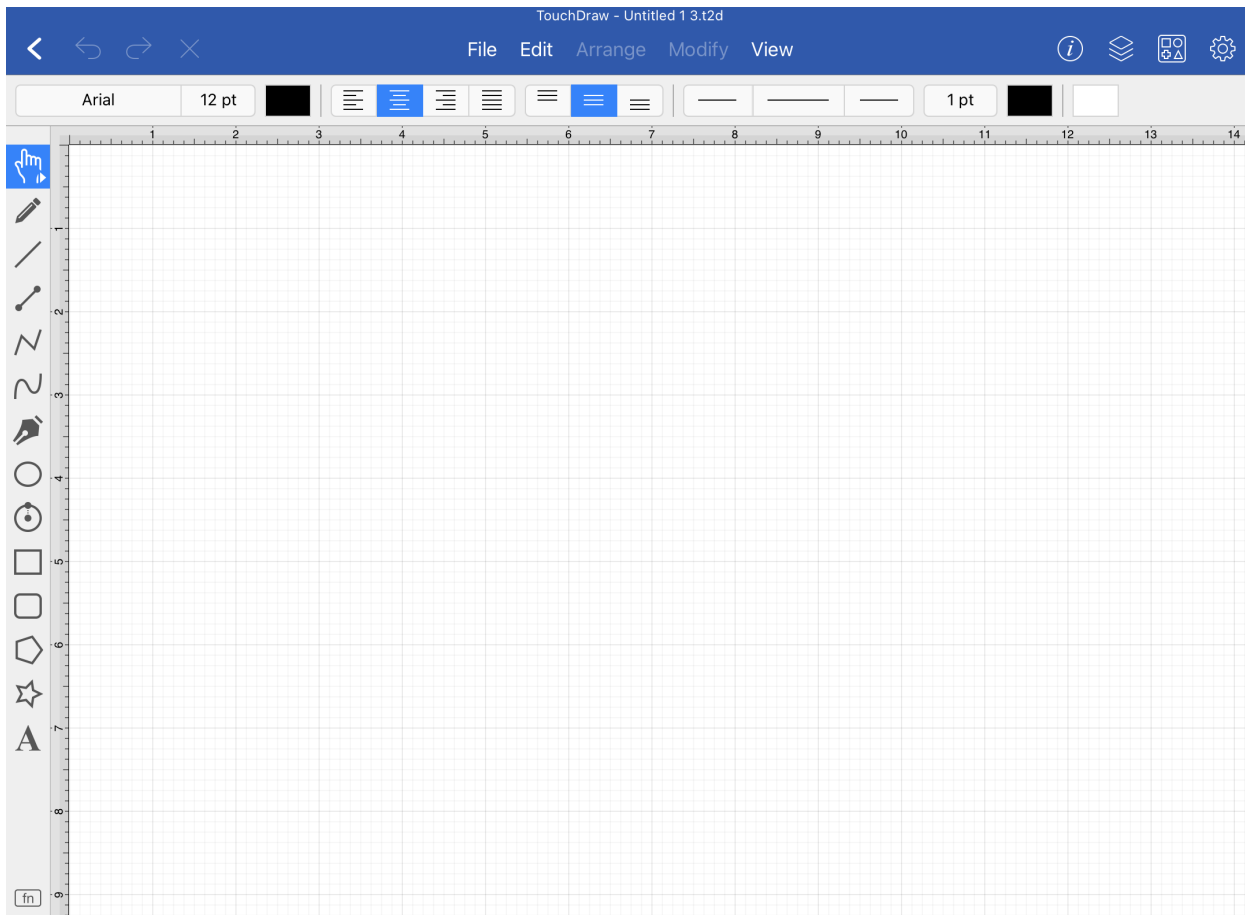 TouchDraw - Untitled 1 3.t2d
File Edit Arrange Modify View
Arial 12 pt 1 pt
1 2 3 4 5 6 7 8 9 10 11 12 13 14
1
2
3
4
5
6
7
8
9
A
fn